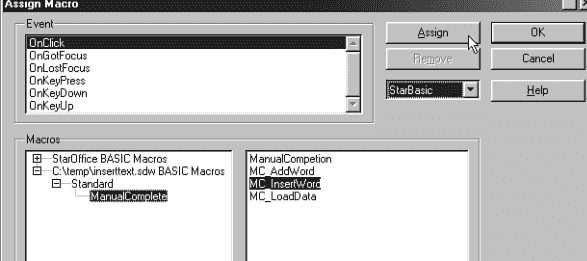 Assign Macro
Event
OnClick
OnGotFocus
OnLostFocus
OnKeyPress
OnKeyDown
OnKeyUp
Assign
Remove
StarBasic
OK
Cancel
Help
Macros
StarOffice BASIC Macros
C:\temp\inserttext.sdw BASIC Macros
Standard
ManualComplete
ManualCompetion
MC_AddWord
MC_InsertWord
MC_LoadData